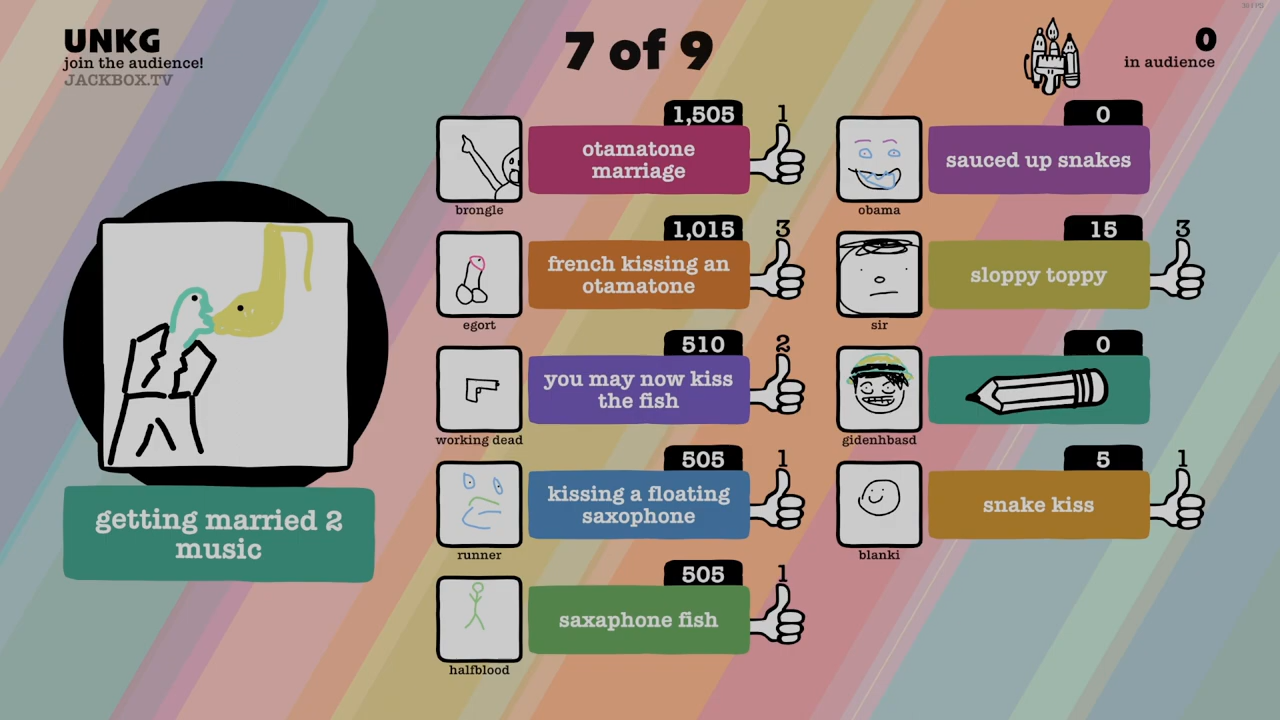 UNKG
join the audience!
JACKBOX.TV
7 of 9
0
in audience
getting married 2
music
1,505
1
otamatone
marriage
brongle
1,015
3
french kissing an
otamatone
egort
510
2
you may now kiss
the fish
working dead
505
1
kissing a floating
saxophone
runner
505
1
saxaphone fish
halfblood
0
sauced up snakes
obama
15
3
sloppy toppy
sir
0
gidenhbasd
5
1
snake kiss
blanki